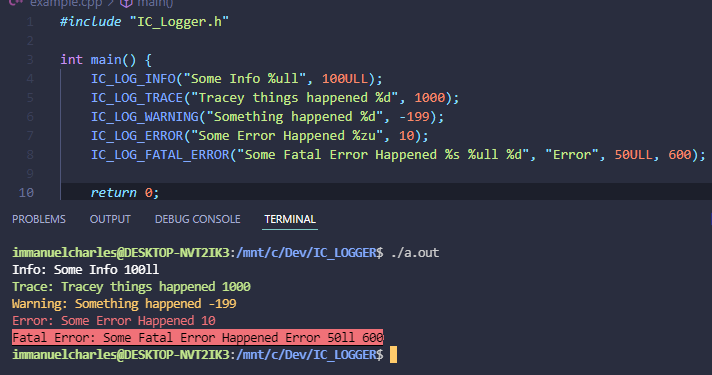 example.cpp > main()
1 #include "IC_Logger.h"
2
3 int main() {
4 IC_LOG_INFO("Some Info %ull", 100ULL);
5 IC_LOG_TRACE("Tracey things happened %d", 1000);
6 IC_LOG_WARNING("Something happened %d", -199);
7 IC_LOG_ERROR("Some Error Happened %zu", 10);
8 IC_LOG_FATAL_ERROR("Some Fatal Error Happened %s %ull %d", "Error", 50ULL, 600);
9
10 return 0;
PROBLEMS OUTPUT DEBUG CONSOLE TERMINAL
immanuelcharles@DESKTOP-NVT2IK3:/mnt/c/Dev/IC_LOGGER$ ./a.out
Info: Some Info 100ll
Trace: Tracey things happened 1000
Warning: Something happened -199
Error: Some Error Happened 10
Fatal Error: Some Fatal Error Happened Error 50ll 600
immanuelcharles@DESKTOP-NVT2IK3:/mnt/c/Dev/IC_LOGGER$